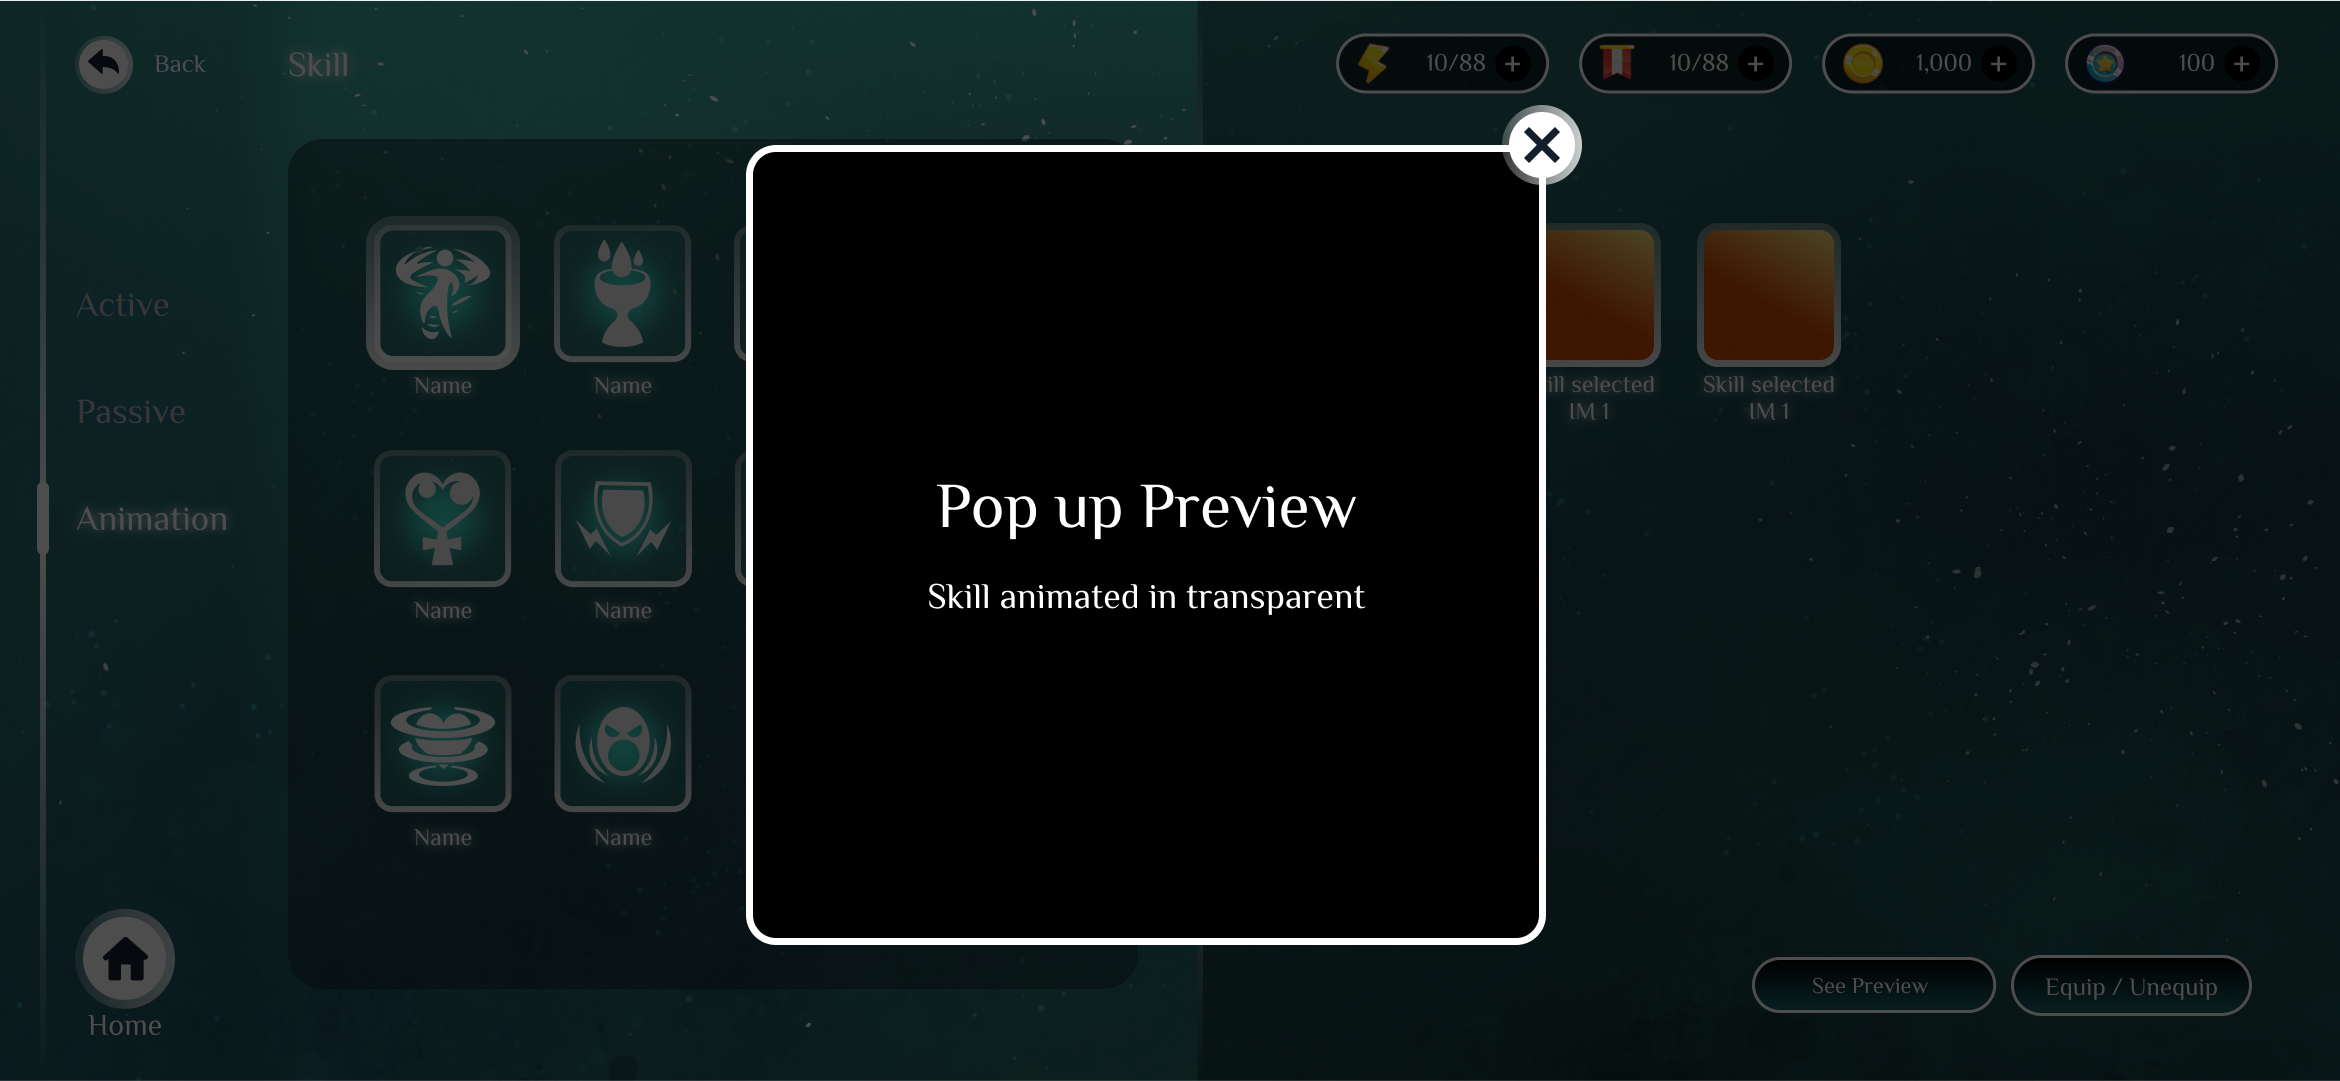 Back
Skill
10/88
10/88
1,000
100
Active
Passive
Animation
Name
Name
Name
Name
Name
Name
Pop up Preview
Skill animated in transparent
ill selected
IM 1
Skill selected
IM 1
Home
See Preview
Equip / Unequip